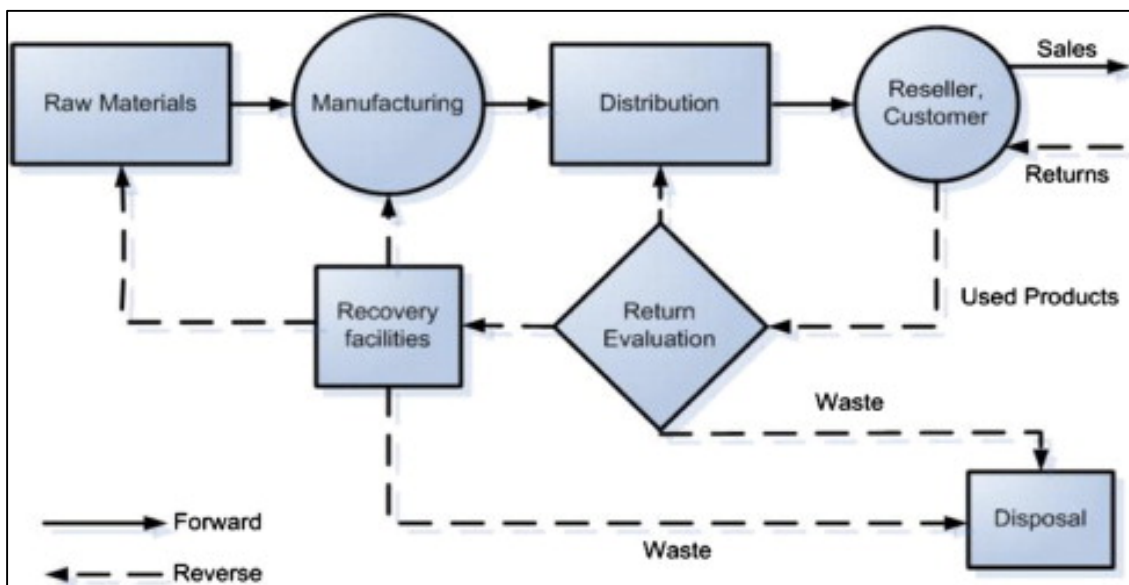 Sales
Raw Materials
Manufacturing
Distribution
Reseller,
Customer
Returns
Recovery
facilities
Return
Evaluation
Used Products
Waste
Disposal
Waste
Forward
Reverse